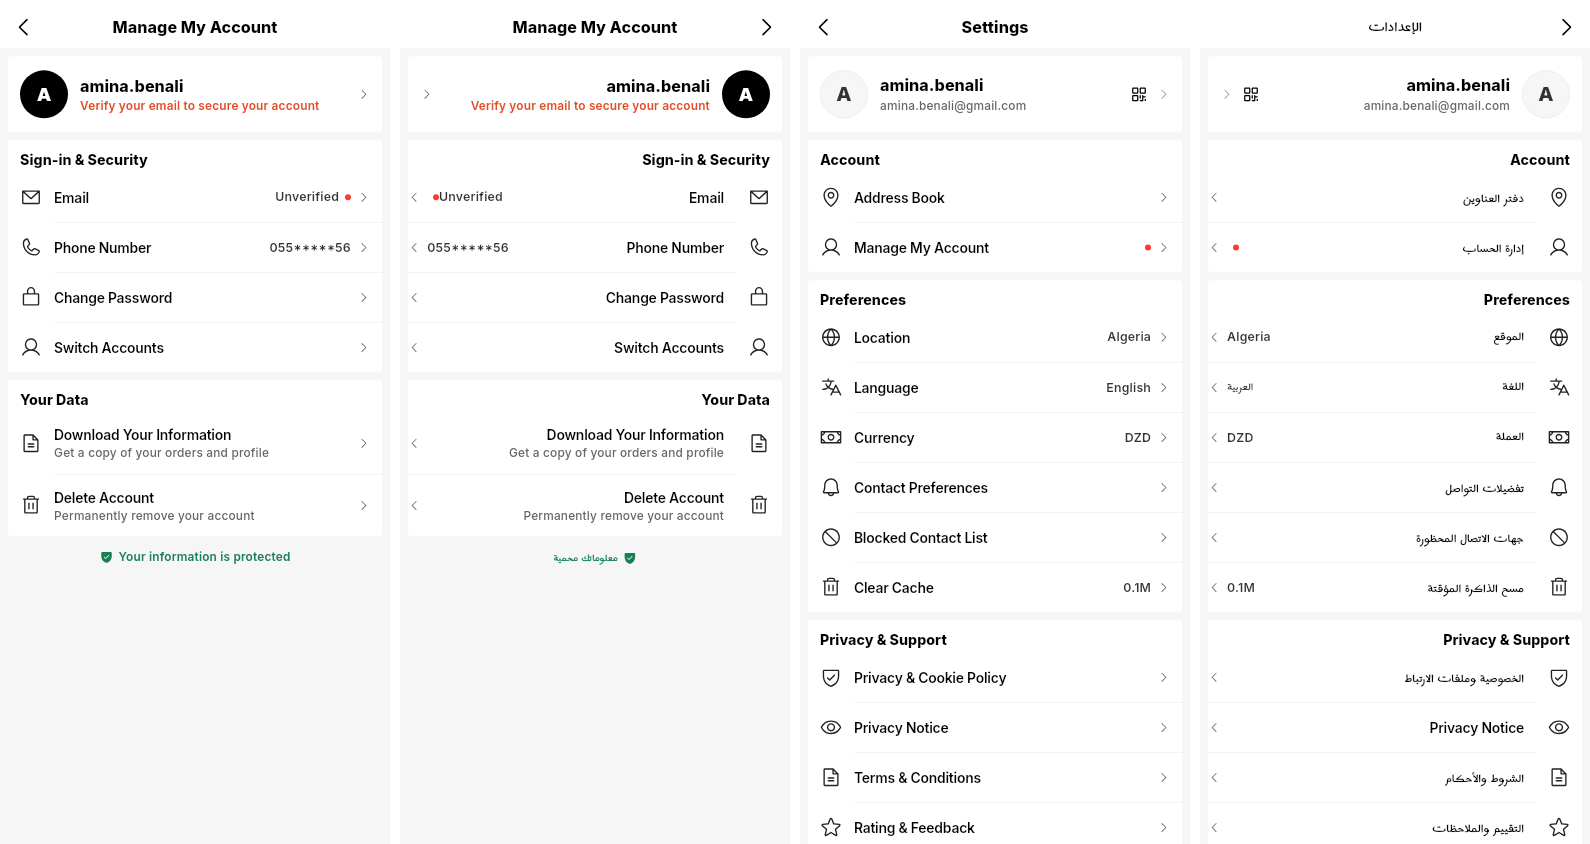 Manage My Account
A
amina.benali
Verify your email to secure your account
Sign-in & Security
Email Unverified
Phone Number 055*****56
Change Password
Switch Accounts
Your Data
Download Your Information
Get a copy of your orders and profile
Delete Account
Permanently remove your account
Your information is protected
Manage My Account
A
amina.benali
Verify your email to secure your account
Sign-in & Security
Email Unverified
Phone Number 055*****56
Change Password
Switch Accounts
Your Data
Download Your Information
Get a copy of your orders and profile
Delete Account
Permanently remove your account
معلوماتك محمية
Settings
A
amina.benali
amina.benali@gmail.com
Account
Address Book
Manage My Account
Preferences
Location Algeria
Language English
Currency DZD
Contact Preferences
Blocked Contact List
Clear Cache 0.1M
Privacy & Support
Privacy & Cookie Policy
Privacy Notice
Terms & Conditions
Rating & Feedback
الإعدادات
A
amina.benali
amina.benali@gmail.com
Account
دفتر العناوين
إدارة الحساب
Preferences
الموقع Algeria
اللغة العربية
العملة DZD
تفضيلات التواصل
جهات الاتصال المحظورة
مسح الذاكرة المؤقتة 0.1M
Privacy & Support
الخصوصية وملفات الارتباط
Privacy Notice
الشروط والأحكام
التقييم والملاحظات